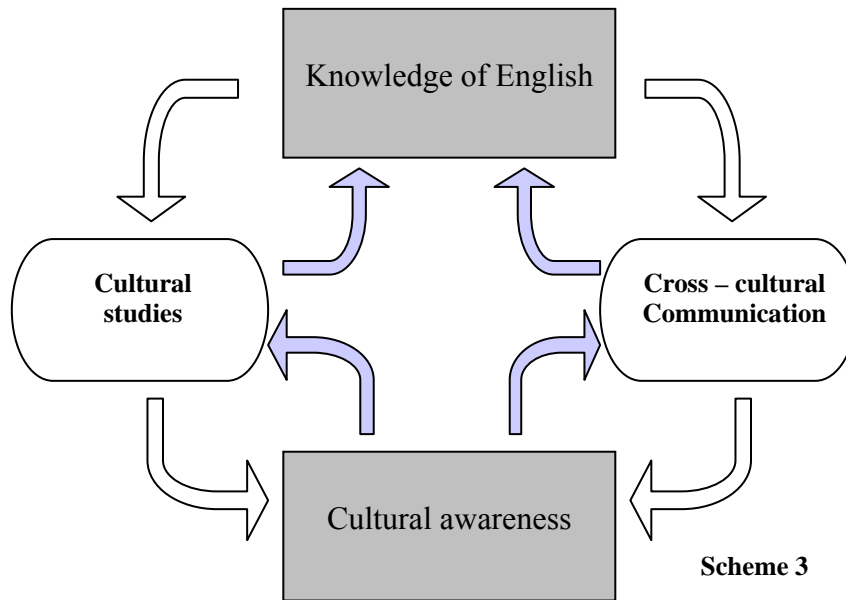 Knowledge of English
Cultural
studies
Cross – cultural
Communication
Cultural awareness
Scheme 3